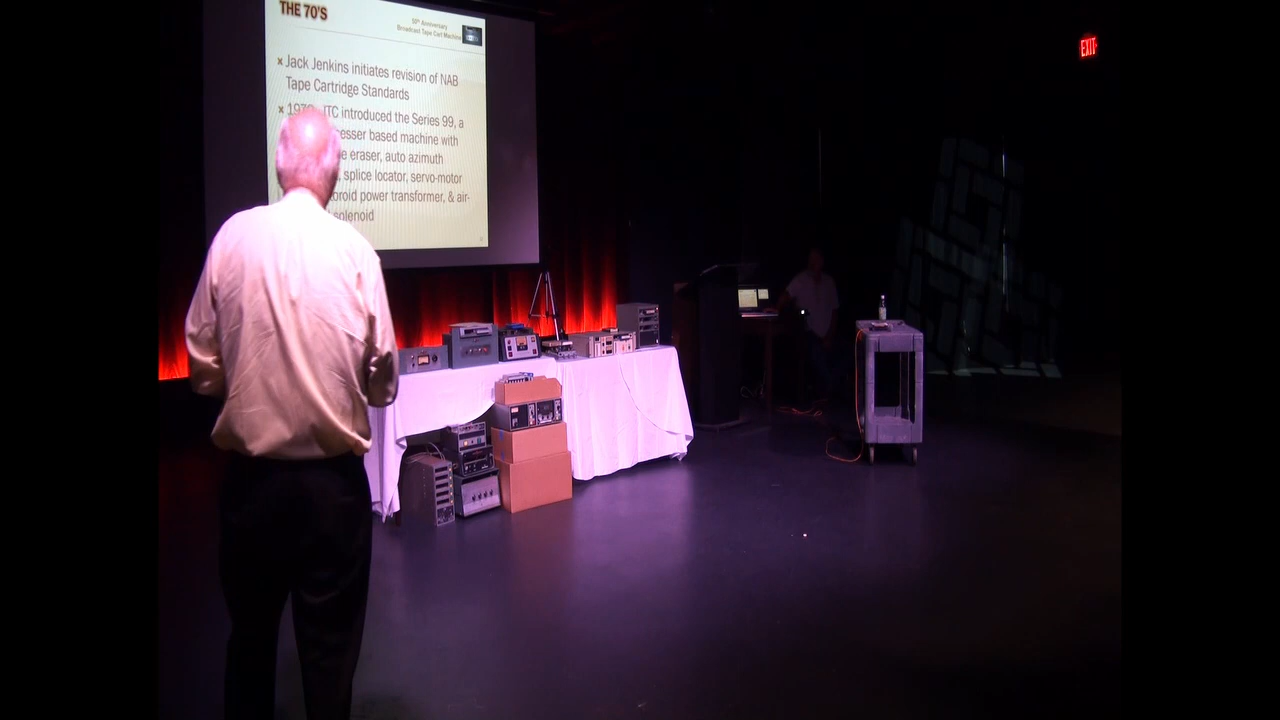 THE 70'S
50th Anniversary
Broadcast Tape Cart Machine
× Jack Jenkins initiates revision of NAB
Tape Cartridge Standards
× ITC introduced the Series 99, a
based machine with
eraser, auto azimuth
splice locator, servo-motor
power transformer, & air-
solenoid
EXIT